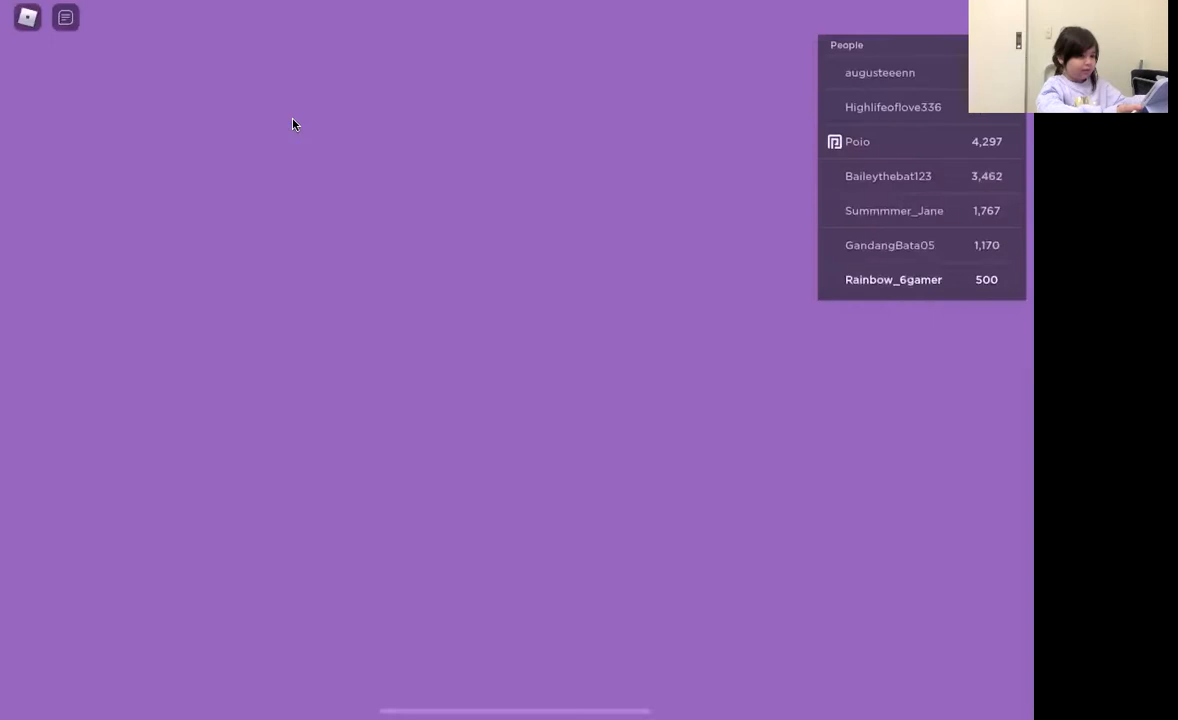 People
augusteeenn
Highlifeoflove336
Poio 4,297
Baileythebat123 3,462
Summmmer_Jane 1,767
GandangBata05 1,170
Rainbow_6gamer 500